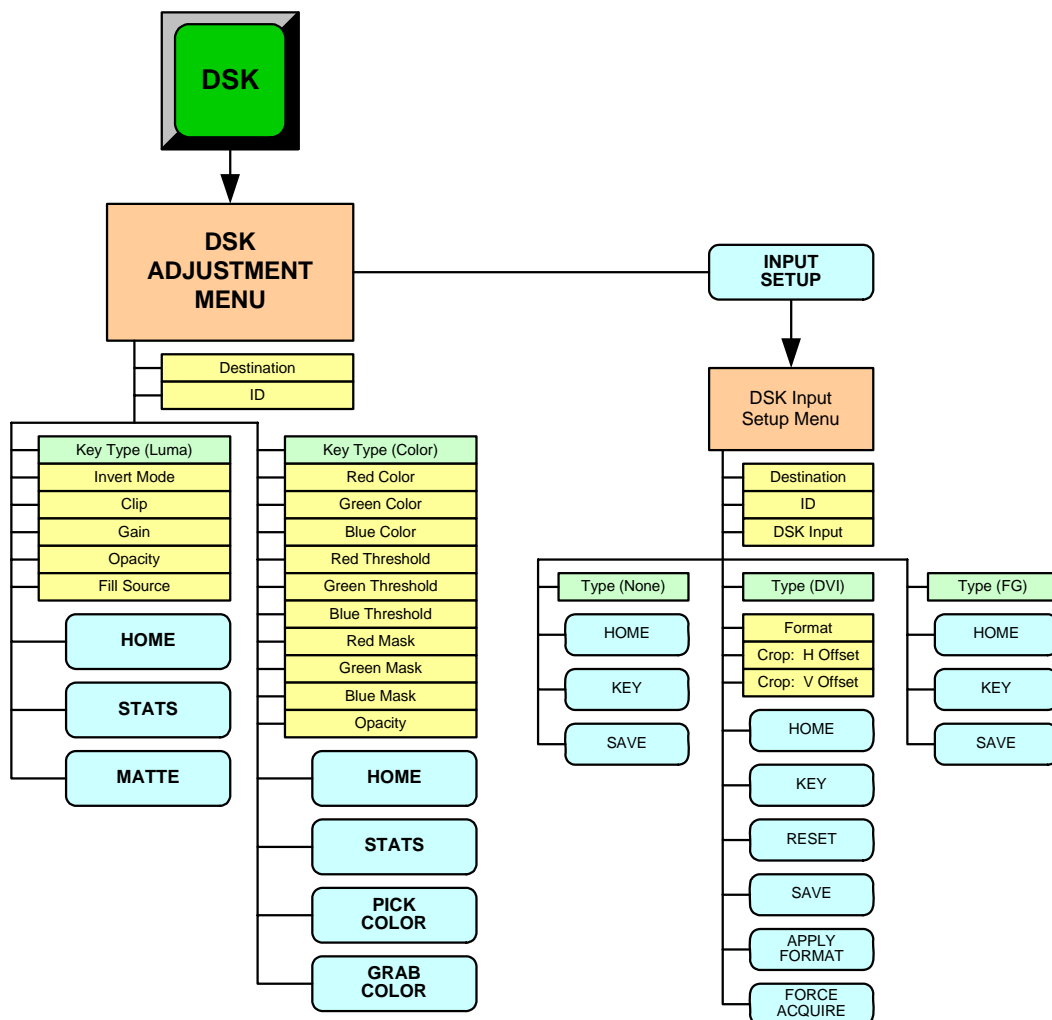 DSK
DSK
ADJUSTMENT
MENU
INPUT
SETUP
Destination
ID
Key Type (Luma)
Invert Mode
Clip
Gain
Opacity
Fill Source
HOME
STATS
MATTE
Key Type (Color)
Red Color
Green Color
Blue Color
Red Threshold
Green Threshold
Blue Threshold
Red Mask
Green Mask
Blue Mask
Opacity
HOME
STATS
PICK
COLOR
GRAB
COLOR
DSK Input
Setup Menu
Destination
ID
DSK Input
Type (None)
HOME
KEY
SAVE
Type (DVI)
Format
Crop: H Offset
Crop: V Offset
HOME
KEY
RESET
SAVE
APPLY
FORMAT
FORCE
ACQUIRE
Type (FG)
HOME
KEY
SAVE